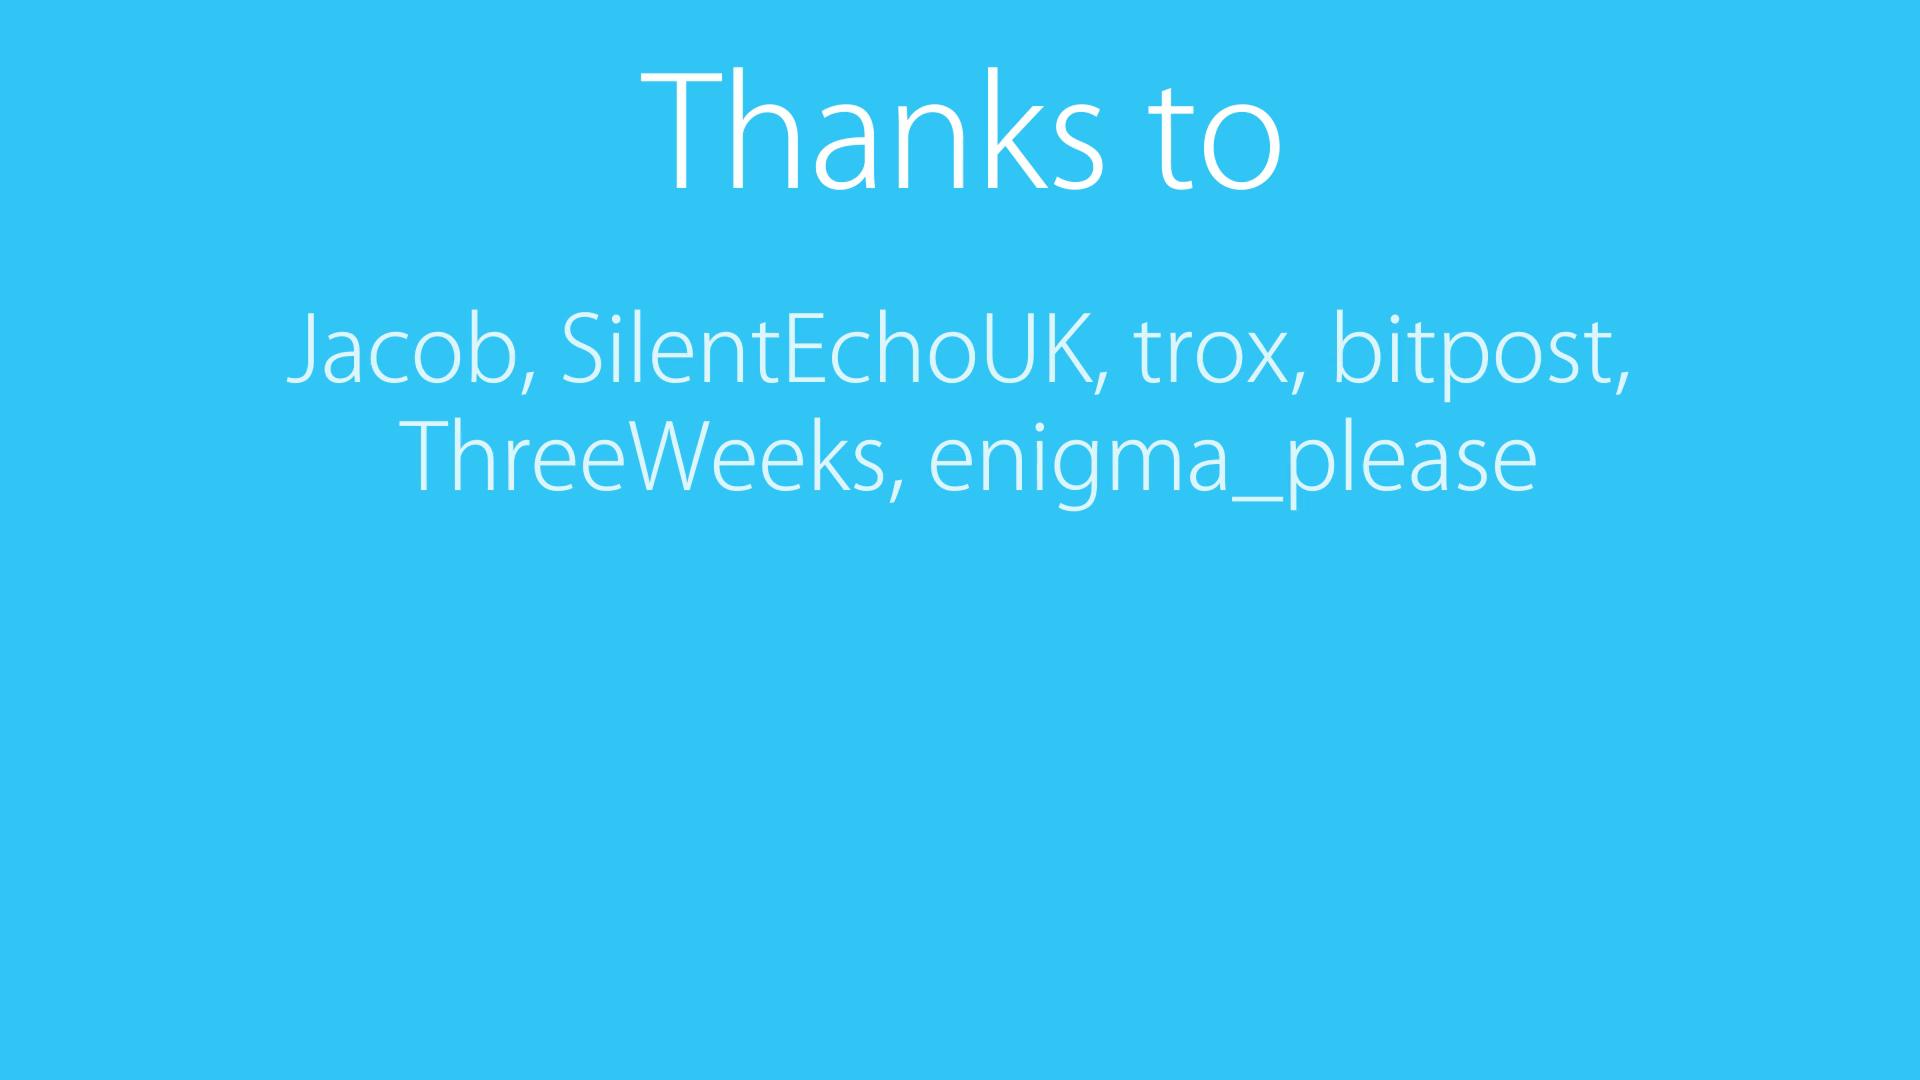 Thanks to
Jacob, SilentEchoUK, trox, bitpost,
ThreeWeeks, enigma_please